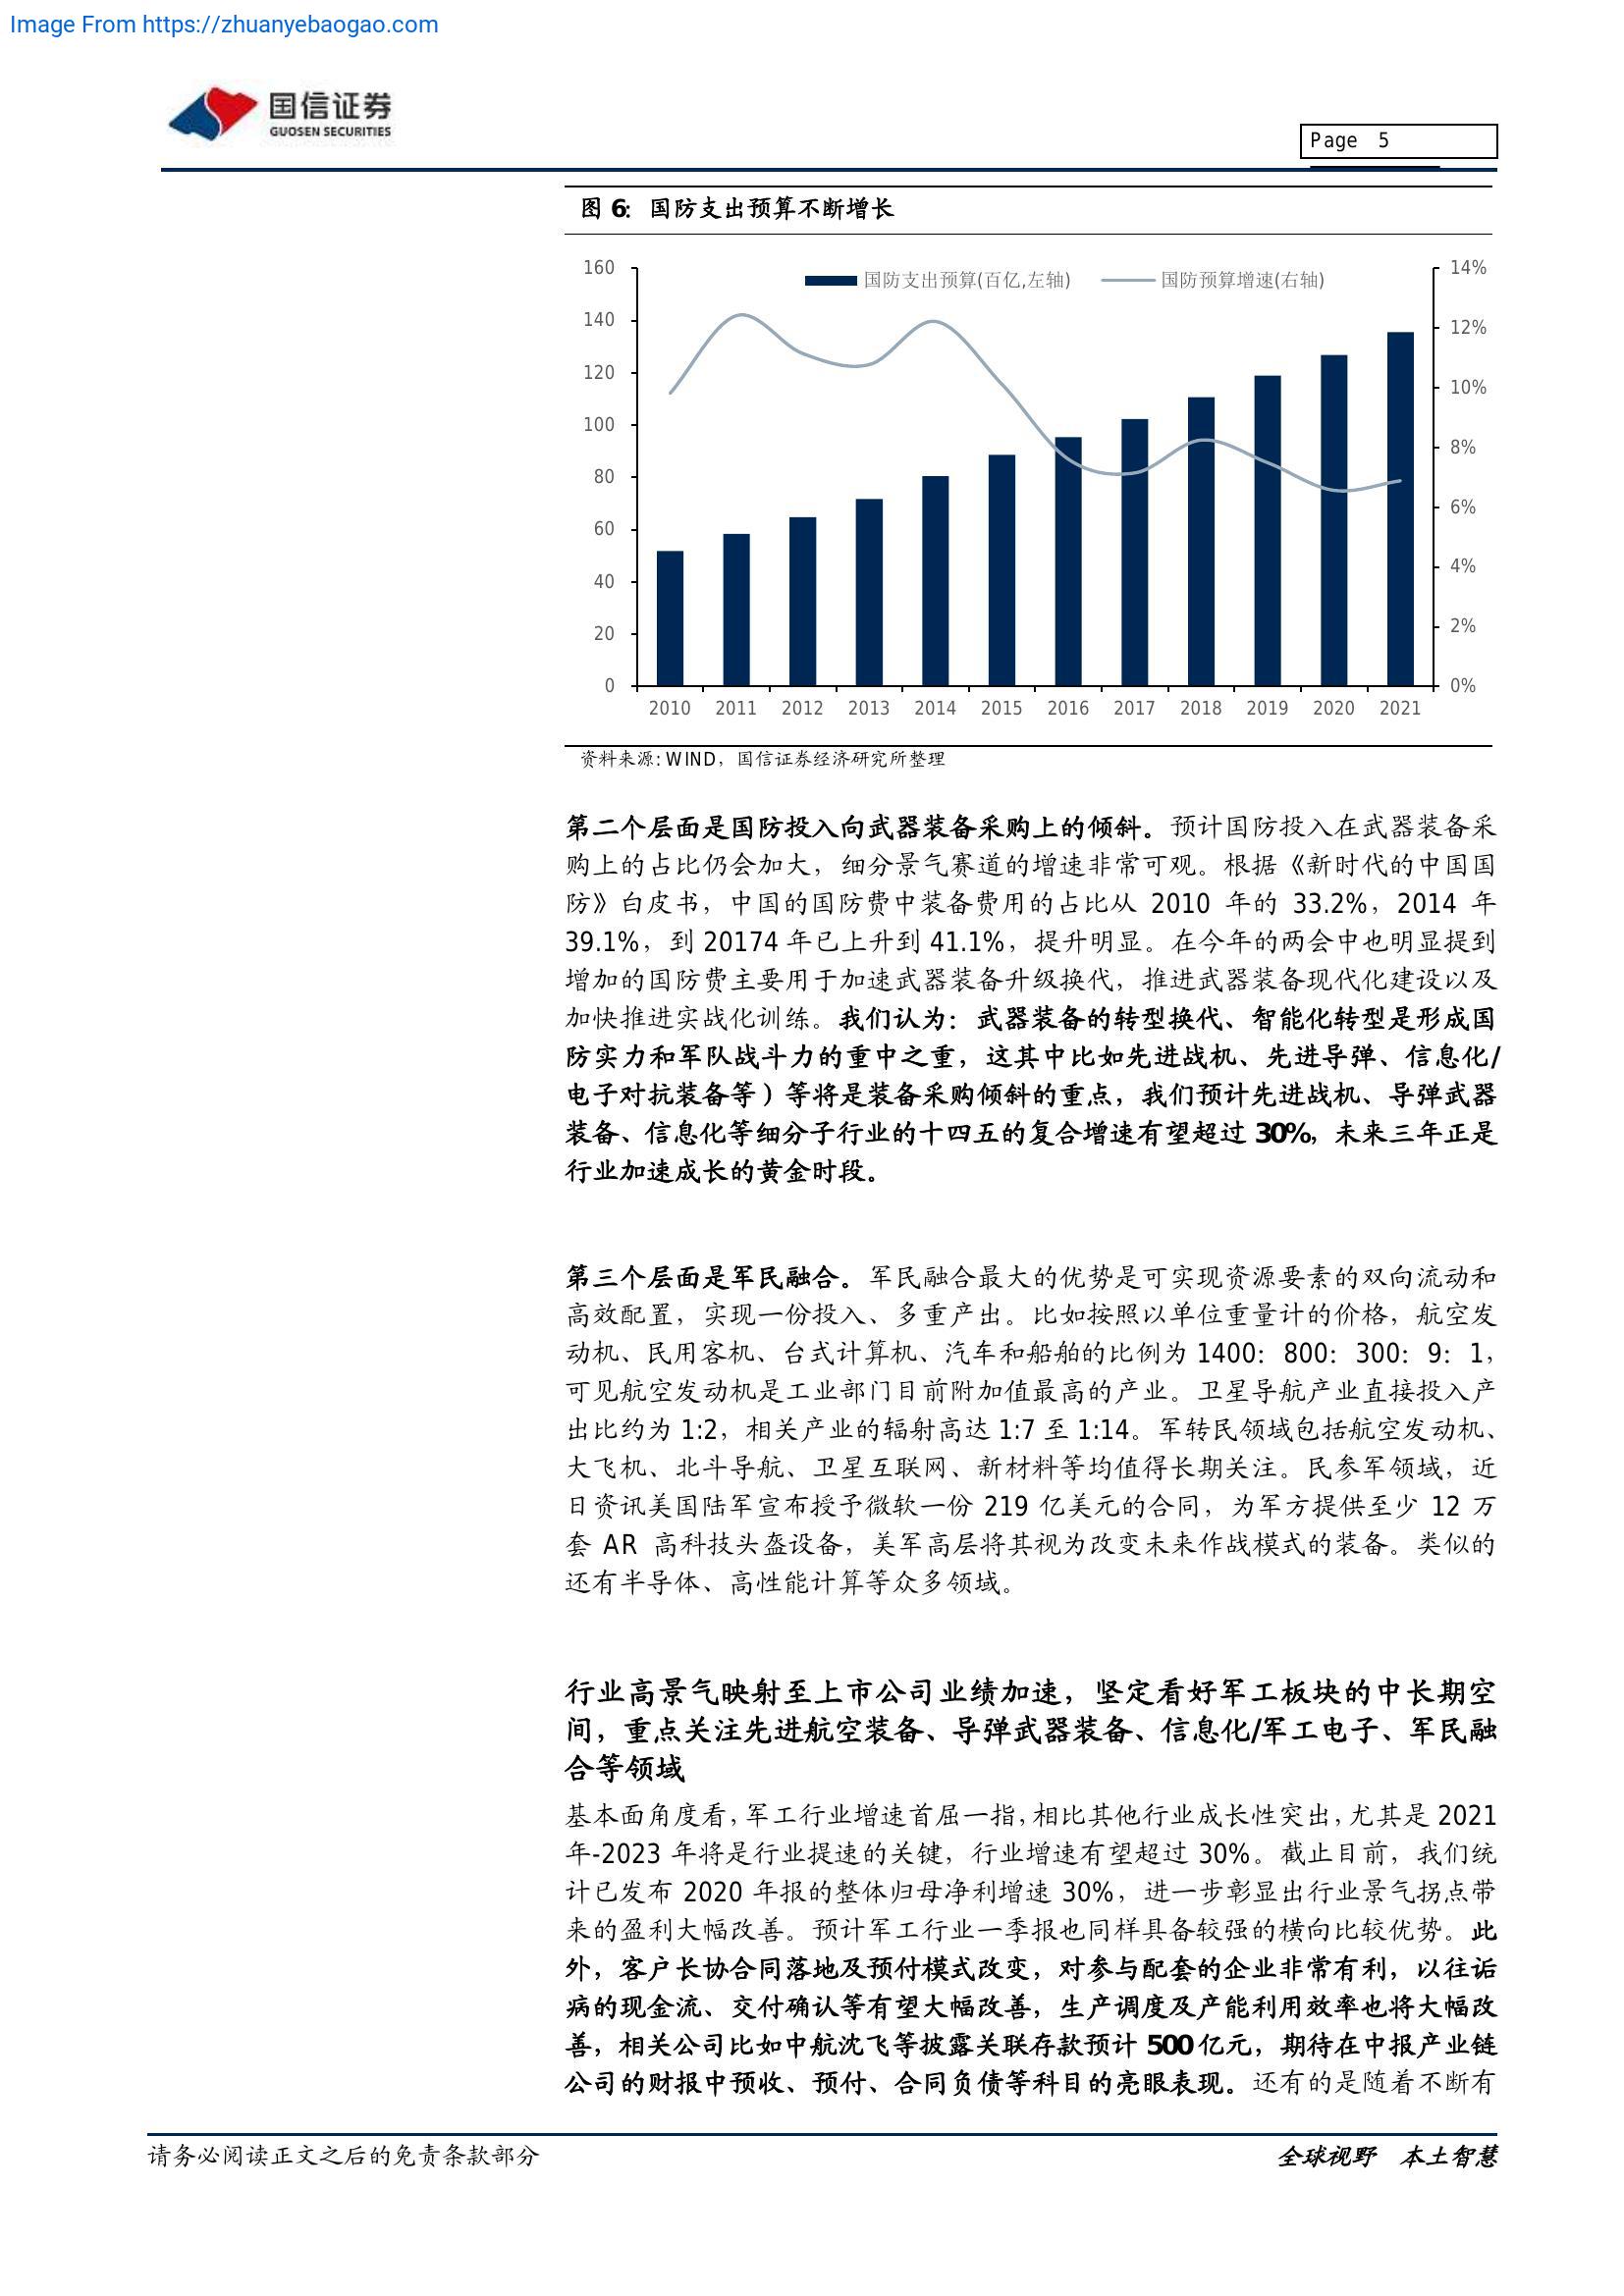 Image From https://zhuanyebaogao.com
国信证券
GUOSEN SECURITIES
Page 5
图 6: 国防支出预算不断增长
国防支出预算(百亿,左轴) 国防预算增速(右轴)
160 14%
140 12%
120 10%
100 8%
80 6%
60 4%
40 2%
20 0%
0
2010 2011 2012 2013 2014 2015 2016 2017 2018 2019 2020 2021
资料来源: WIND，国信证券经济研究所整理
第二个层面是国防投入向武器装备采购上的倾斜。预计国防投入在武器装备采
购上的占比仍会加大，细分景气赛道的增速非常可观。根据《新时代的中国国
防》白皮书，中国的国防费中装备费用的占比从 2010 年的 33.2%，2014 年
39.1%，到 20174 年已上升到 41.1%，提升明显。在今年的两会中也明显提到
增加的国防费主要用于加速武器装备升级换代，推进武器装备现代化建设以及
加快推进实战化训练。我们认为：武器装备的转型换代、智能化转型是形成国
防实力和军队战斗力的重中之重，这其中比如先进战机、先进导弹、信息化/
电子对抗装备等）等将是装备采购倾斜的重点，我们预计先进战机、导弹武器
装备、信息化等细分子行业的十四五的复合增速有望超过 30%，未来三年正是
行业加速成长的黄金时段。
第三个层面是军民融合。军民融合最大的优势是可实现资源要素的双向流动和
高效配置，实现一份投入、多重产出。比如按照以单位重量计的价格，航空发
动机、民用客机、台式计算机、汽车和船舶的比例为 1400：800：300：9：1，
可见航空发动机是工业部门目前附加值最高的产业。卫星导航产业直接投入产
出比约为 1:2，相关产业的辐射高达 1:7 至 1:14。军转民领域包括航空发动机、
大飞机、北斗导航、卫星互联网、新材料等均值得长期关注。民参军领域，近
日资讯美国陆军宣布授予微软一份 219 亿美元的合同，为军方提供至少 12 万
套 AR 高科技头盔设备，美军高层将其视为改变未来作战模式的装备。类似的
还有半导体、高性能计算等众多领域。
行业高景气映射至上市公司业绩加速，坚定看好军工板块的中长期空
间，重点关注先进航空装备、导弹武器装备、信息化/军工电子、军民融
合等领域
基本面角度看，军工行业增速首屈一指，相比其他行业成长性突出，尤其是 2021
年-2023 年将是行业提速的关键，行业增速有望超过 30%。截止目前，我们统
计已发布 2020 年报的整体归母净利增速 30%，进一步彰显出行业景气拐点带
来的盈利大幅改善。预计军工行业一季报也同样具备较强的横向比较优势。此
外，客户长协合同落地及预付模式改变，对参与配套的企业非常有利，以往诟
病的现金流、交付确认等有望大幅改善，生产调度及产能利用效率也将大幅改
善，相关公司比如中航沈飞等披露关联存款预计 500 亿元，期待在中报产业链
公司的财报中预收、预付、合同负债等科目的亮眼表现。还有的是随着不断有
请务必阅读正文之后的免责条款部分
全球视野 本土智慧